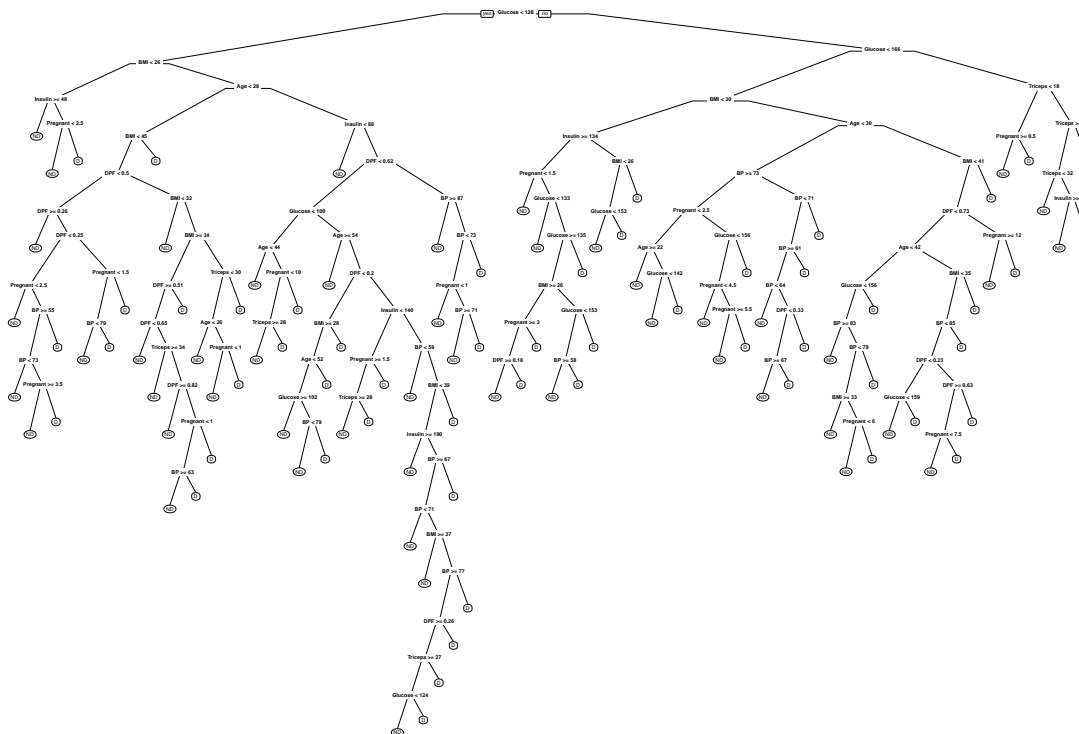 yes Glucose < 128 no
Glucose < 166
BMI < 26
Age < 28
Triceps < 18
Insulin >= 48
BMI < 30
Pregnant < 2.5
Insulin < 88
Age < 30
Triceps >=
BMI < 45
Insulin >= 134
Pregnant >= 0.5
ND
ND D D ND
DPF < 0.62
BMI < 26
BMI < 41
DPF < 0.5
Pregnant < 1.5
BP >= 73
ND D
Triceps < 32
BMI < 32
BP >= 87
Glucose < 133
BP < 71
D D
Insulin >=
DPF >= 0.26
Glucose < 100
ND
Glucose < 153
Pregnant < 2.5
DPF < 0.73
ND
ND
DPF < 0.25
BMI >= 34
Age >= 54
ND
BP < 73
ND
Glucose >= 135
ND D
Glucose < 156
D
Pregnant >= 12
ND
Age < 44
Age >= 22
BP >= 61
Age < 42
Pregnant < 1.5
Triceps < 30
Pregnant < 10
DPF < 0.2
D D
Glucose < 142
ND D
BMI < 35
Pregnant < 2.5
DPF >= 0.51
ND ND
Pregnant < 1
BMI >= 26
ND
Pregnant < 4.5
D
BP < 64
D
Glucose < 156
ND
BP >= 55
D
BP < 79
DPF < 0.65
D
Age < 26
Triceps >= 28
D
BMI >= 28
Insulin < 140
ND
BP >= 71
Pregnant >= 3
Glucose < 153
ND D
ND
Pregnant >= 5.5
ND
DPF < 0.33
BP >= 83
D
BP < 85
D
BP < 73
D ND D
Triceps >= 34
ND
Pregnant < 1
ND D
Age < 52
Pregnant >= 1.5
BP < 58
ND D
DPF >= 0.18
D
BP >= 58
D
ND D
BP >= 67
D
ND
BP < 79
DPF < 0.23
D
ND
Pregnant >= 3.5
ND
DPF >= 0.82
ND D
Glucose >= 102
D
Triceps >= 28
D
ND
BMI < 39
ND D ND D
ND D
BMI >= 33
D
Glucose < 159
DPF >= 0.63
ND D
ND
Pregnant < 1
ND
BP < 79
ND D
Insulin >= 190
D
ND
Pregnant < 6
ND D
Pregnant < 7.5
D
BP >= 63
D
ND D
ND
BP >= 67
ND D
ND D
ND D
BP < 71
D
ND
BMI >= 37
ND
BP >= 77
DPF >= 0.26
D
Triceps >= 27
D
Glucose < 124
D
ND D